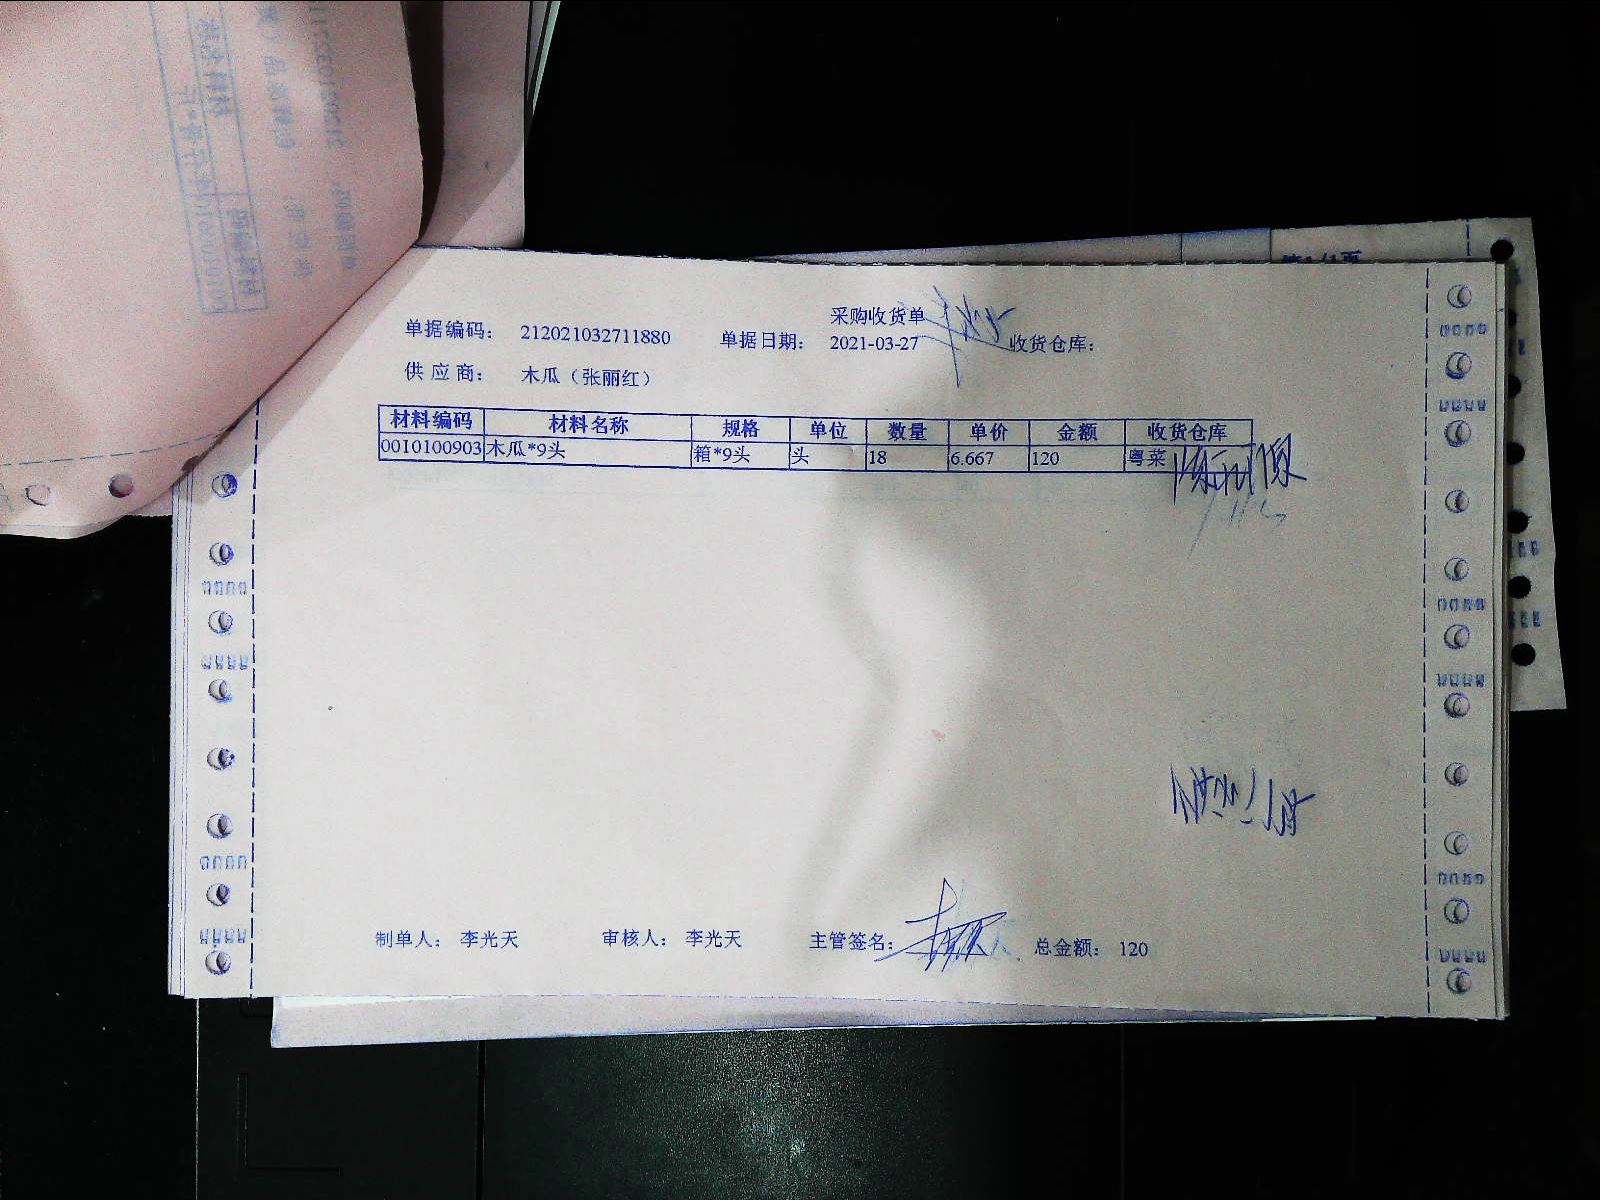 采购收货单
单据编码： 212021032711880 单据日期： 2021-03-27 收货仓库：
供 应 商： 木瓜（张丽红）
材料编码 材料名称 规格 单位 数量 单价 金额 收货仓库
0010100903 木瓜*9头 箱*9头 头 18 6.667 120 粤菜
制单人： 李光天 审核人： 李光天 主管签名： 总金额： 120